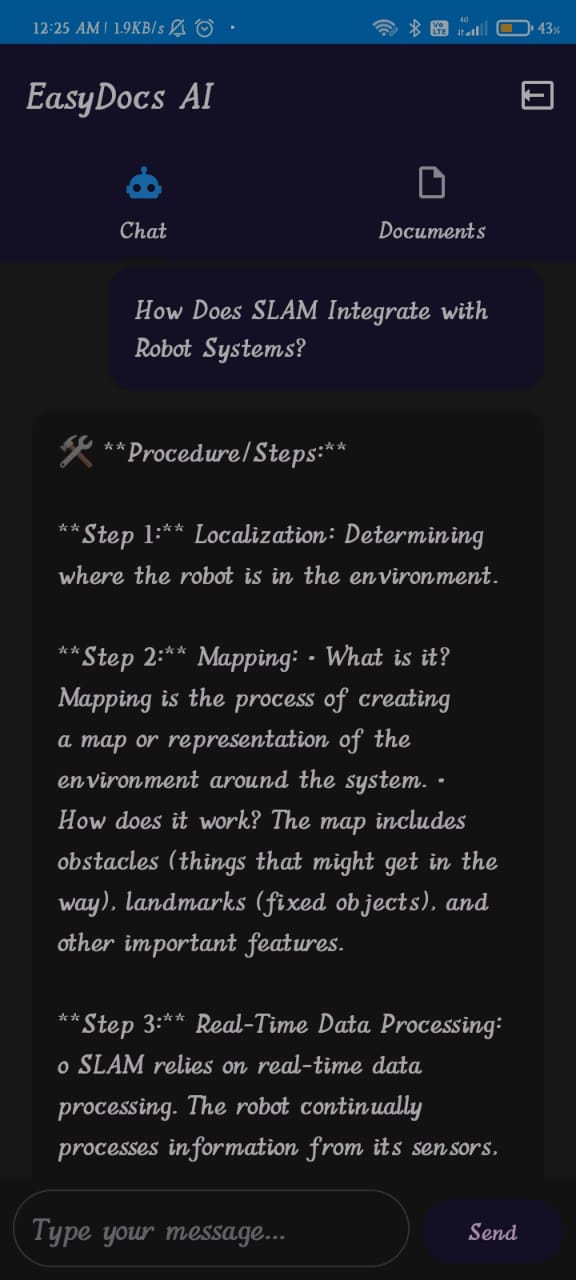 12:25 AM | 1.9KB/s
Vo LTE 4G 43%
EasyDocs AI
Chat
Documents
How Does SLAM Integrate with
Robot Systems?
🛠 **Procedure/Steps:**
**Step 1:** Localization: Determining
where the robot is in the environment.
**Step 2:** Mapping: • What is it?
Mapping is the process of creating
a map or representation of the
environment around the system. •
How does it work? The map includes
obstacles (things that might get in the
way), landmarks (fixed objects), and
other important features.
**Step 3:** Real-Time Data Processing:
o SLAM relies on real-time data
processing. The robot continually
processes information from its sensors,
Type your message...
Send